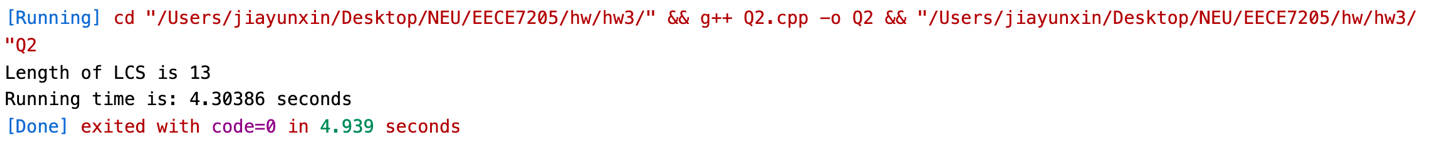 [Running] cd "/Users/jiayunxin/Desktop/NEU/EECE7205/hw/hw3/" && g++ Q2.cpp -o Q2 && "/Users/jiayunxin/Desktop/NEU/EECE7205/hw/hw3/
"Q2
Length of LCS is 13
Running time is: 4.30386 seconds
[Done] exited with code=0 in 4.939 seconds